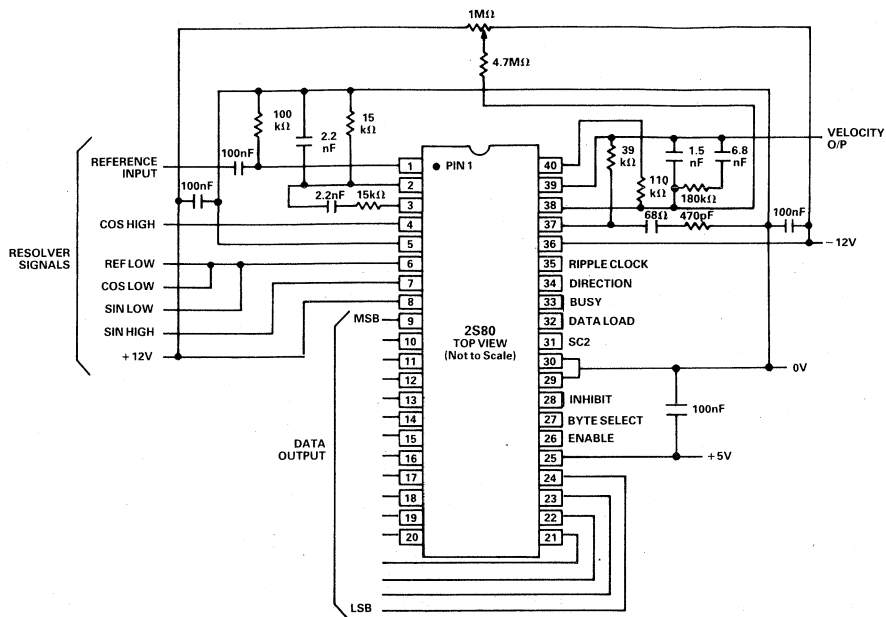 1MΩ
4.7MΩ
100
kΩ
2.2
nF
15
kΩ
100nF
REFERENCE
INPUT
100nF
2.2nF
15kΩ
COS HIGH
RESOLVER
SIGNALS
REF LOW
COS LOW
SIN LOW
SIN HIGH
+12V
MSB
DATA
OUTPUT
LSB
1
2
3
4
5
6
7
8
9
10
11
12
13
14
15
16
17
18
19
20
PIN 1
2S80
TOP VIEW
(Not to Scale)
40
39
38
37
36
35 RIPPLE CLOCK
34 DIRECTION
33 BUSY
32 DATA LOAD
31 SC2
30
29
28 INHIBIT
27 BYTE SELECT
26 ENABLE
25
24
23
22
21
39
kΩ
110
kΩ
1.5
nF
6.8
nF
180kΩ
68Ω
470pF
100nF
VELOCITY
O/P
−12V
0V
100nF
+5V